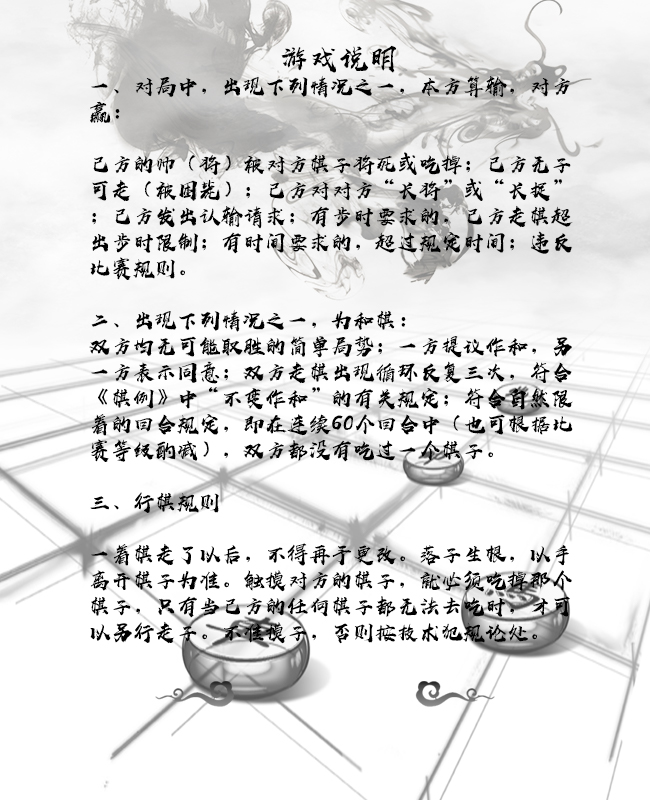 游戏说明
一、对局中，出现下列情况之一，本方算输，对方
赢：
己方的帅（将）被对方棋子将死或吃掉；己方无子
可走（被困毙）；己方对对方“长将”或“长捉”
；己方发出认输请求；有步时要求的，己方走棋超
出步时限制；有时间要求的，超过规定时间；违反
比赛规则。
二、出现下列情况之一，为和棋：
双方均无可能取胜的简单局势；一方提议作和，另
一方表示同意；双方走棋出现循环反复三次，符合
《棋例》中“不变作和”的有关规定；符合自然限
着的回合规定，即在连续60个回合中（也可根据比
赛等级酌减），双方都没有吃过一个棋子。
三、行棋规则
一着棋走了以后，不得再予更改。落子生根，以手
离开棋子为准。触摸对方的棋子，就必须吃掉那个
棋子，只有当己方的任何棋子都无法去吃时，才可
以另行走子。不准摸子，否则按技术犯规论处。